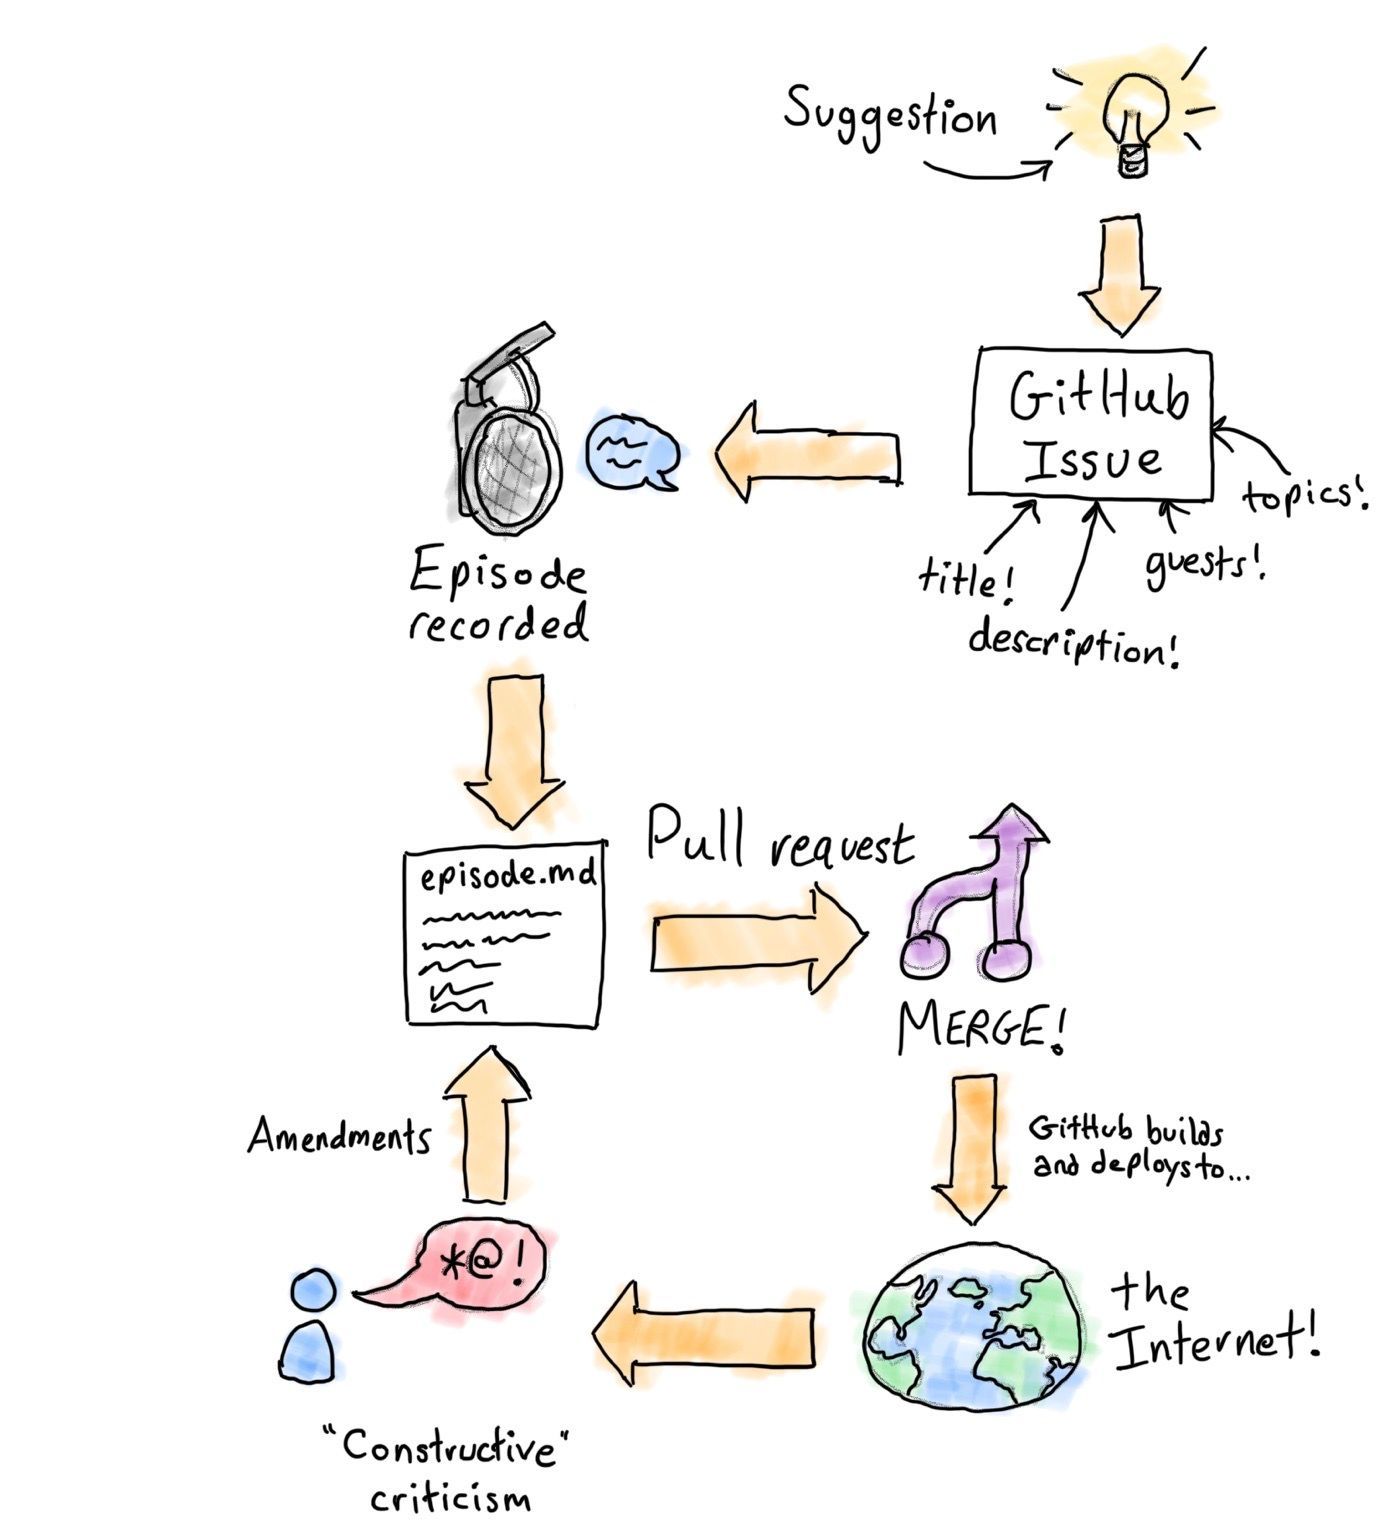 Suggestion
GitHub
Issue
topics!
title!
guests!
description!
Episode
recorded
episode.md
Pull request
MERGE!
GitHub builds
and deploys to...
the
Internet!
Amendments
*@!
"Constructive"
criticism